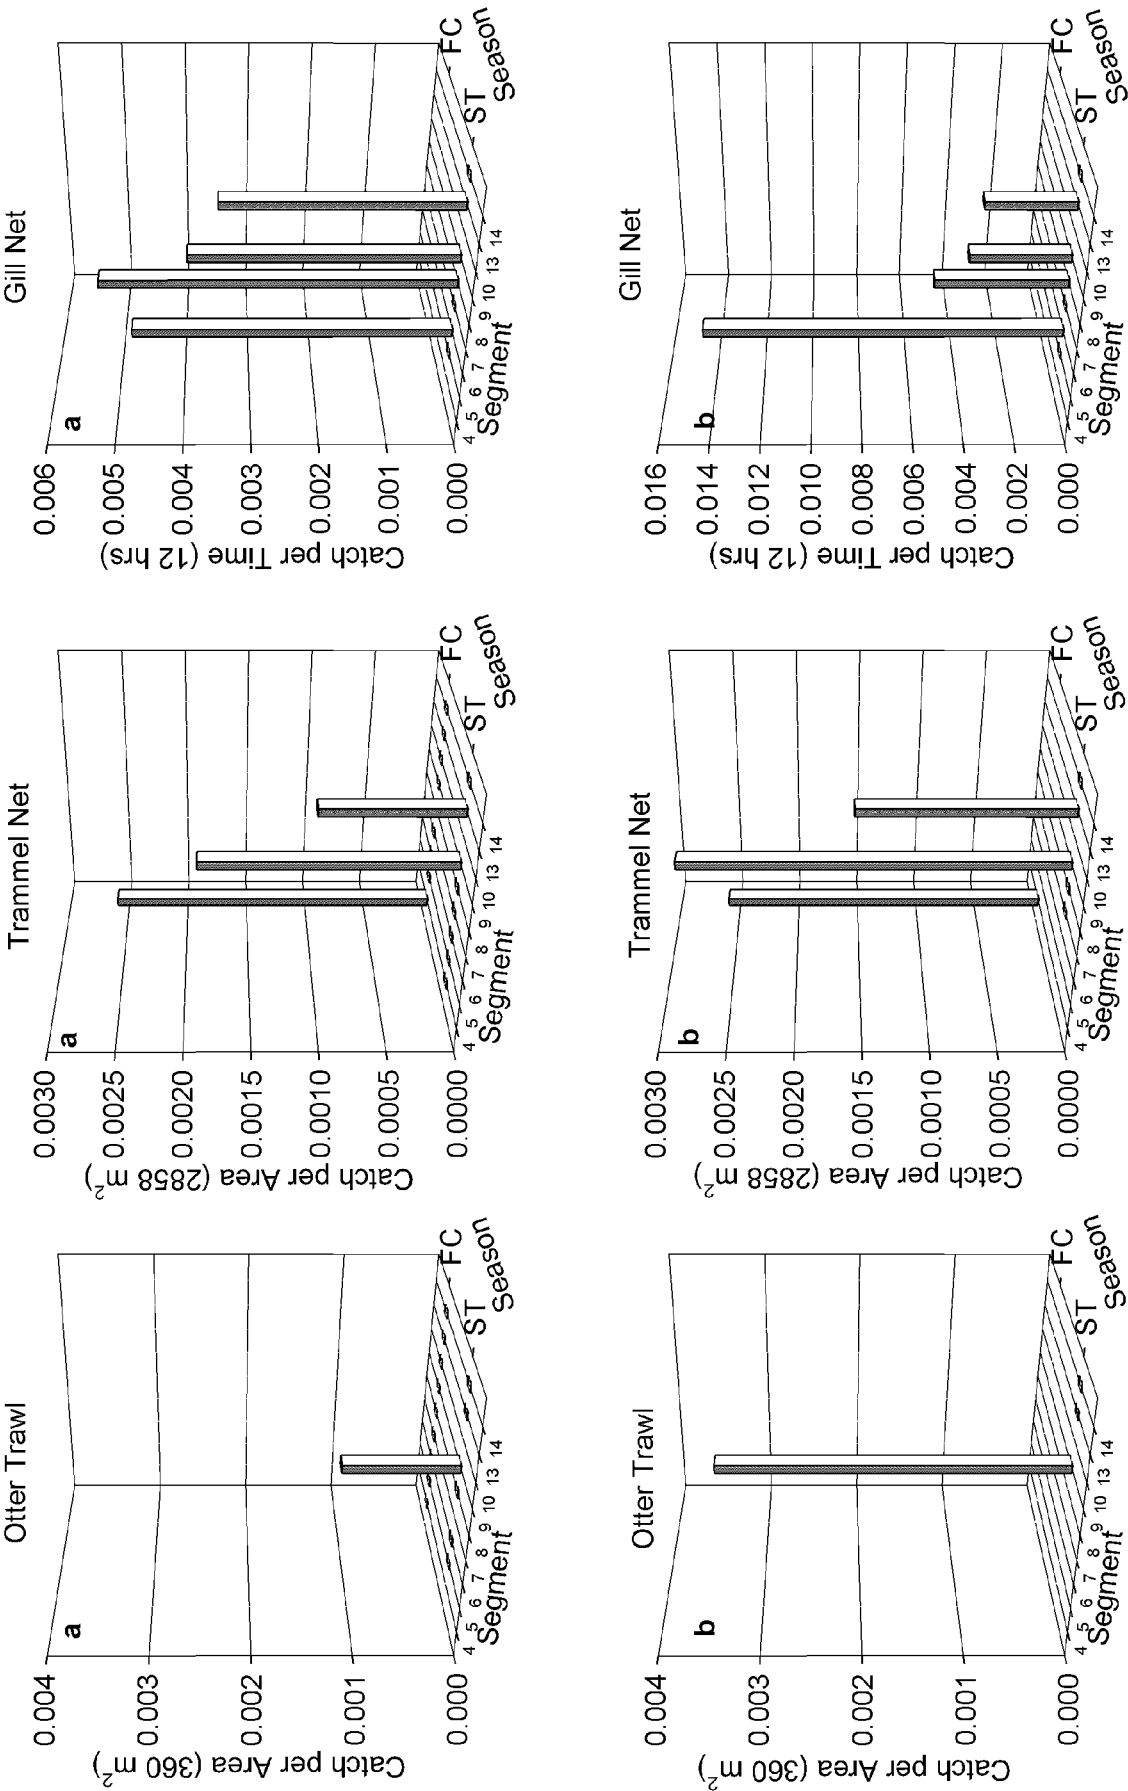 Otter Trawl
a
0.004
0.003
0.002
0.001
0.000
Catch per Area (360 m²)
4 5 6 7 8 9 10 13 14
Segment
ST FC
Season
Trammel Net
a
0.0030
0.0025
0.0020
0.0015
0.0010
0.0005
0.0000
Catch per Area (2858 m²)
4 5 6 7 8 9 10 13 14
Segment
ST FC
Season
Gill Net
a
0.006
0.005
0.004
0.003
0.002
0.001
0.000
Catch per Time (12 hrs)
4 5 6 7 8 9 10 13 14
Segment
ST FC
Season
Otter Trawl
b
0.004
0.003
0.002
0.001
0.000
Catch per Area (360 m²)
4 5 6 7 8 9 10 13 14
Segment
ST FC
Season
Trammel Net
b
0.0030
0.0025
0.0020
0.0015
0.0010
0.0005
0.0000
Catch per Area (2858 m²)
4 5 6 7 8 9 10 13 14
Segment
ST FC
Season
Gill Net
b
0.016
0.014
0.012
0.010
0.008
0.006
0.004
0.002
0.000
Catch per Time (12 hrs)
4 5 6 7 8 9 10 13 14
Segment
ST FC
Season